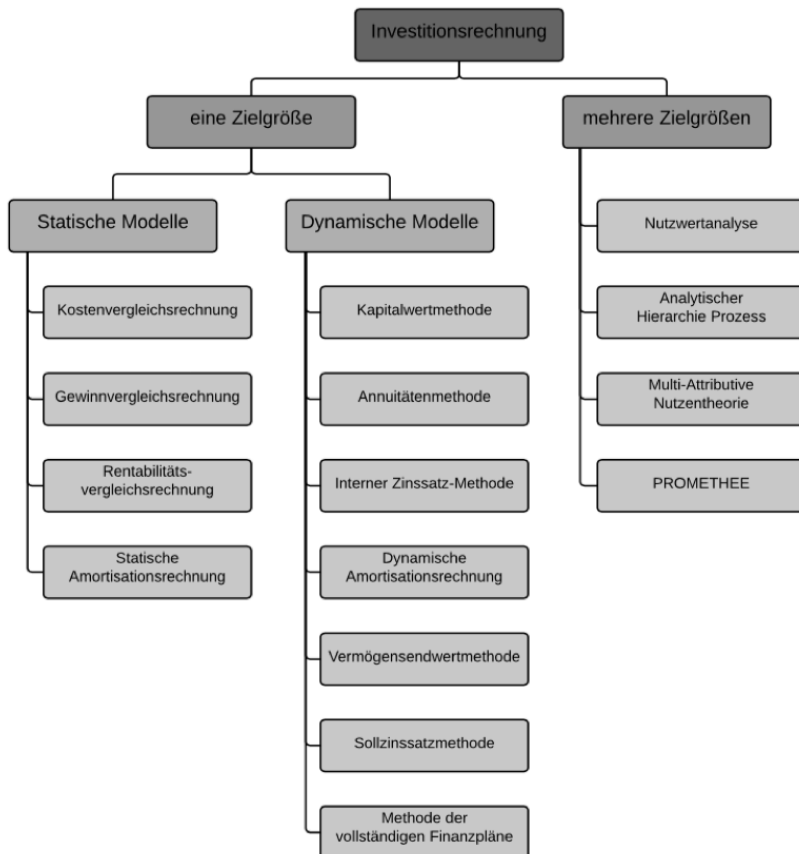 Investitionsrechnung
eine Zielgröße
mehrere Zielgrößen
Statische Modelle
Dynamische Modelle
Kostenvergleichsrechnung
Gewinnvergleichsrechnung
Rentabilitäts-
vergleichsrechnung
Statische
Amortisationsrechnung
Kapitalwertmethode
Annuitätenmethode
Interner Zinssatz-Methode
Dynamische
Amortisationsrechnung
Vermögensendwertmethode
Sollzinssatzmethode
Methode der
vollständigen Finanzpläne
Nutzwertanalyse
Analytischer
Hierarchie Prozess
Multi-Attributive
Nutzentheorie
PROMETHEE